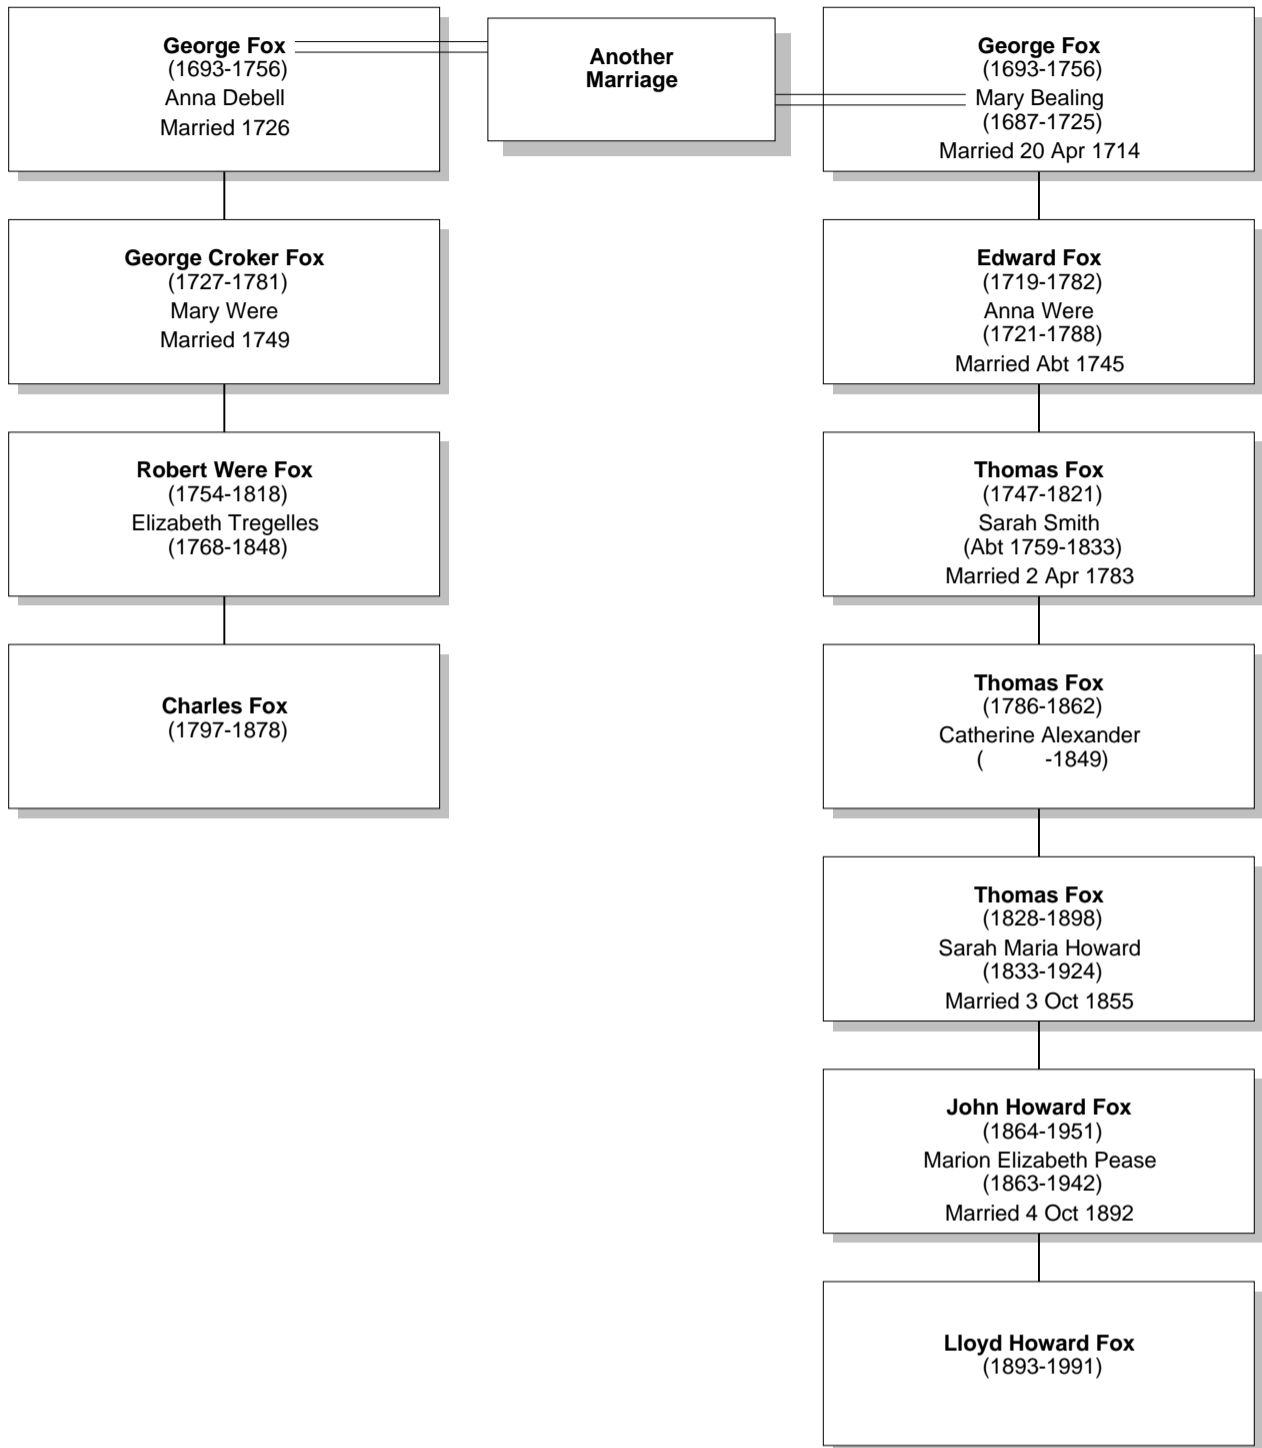 George Fox
(1693-1756)
Anna Debell
Married 1726
Another
Marriage
George Fox
(1693-1756)
Mary Bealing
(1687-1725)
Married 20 Apr 1714
George Croker Fox
(1727-1781)
Mary Were
Married 1749
Edward Fox
(1719-1782)
Anna Were
(1721-1788)
Married Abt 1745
Robert Were Fox
(1754-1818)
Elizabeth Tregelles
(1768-1848)
Thomas Fox
(1747-1821)
Sarah Smith
(Abt 1759-1833)
Married 2 Apr 1783
Charles Fox
(1797-1878)
Thomas Fox
(1786-1862)
Catherine Alexander
( -1849)
Thomas Fox
(1828-1898)
Sarah Maria Howard
(1833-1924)
Married 3 Oct 1855
John Howard Fox
(1864-1951)
Marion Elizabeth Pease
(1863-1942)
Married 4 Oct 1892
Lloyd Howard Fox
(1893-1991)